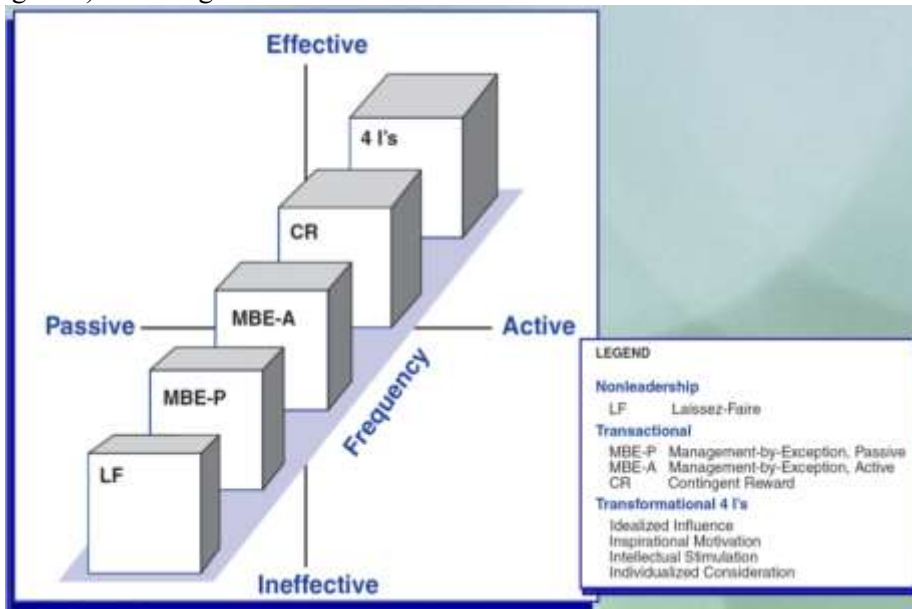 Effective
4 I's
CR
Passive
MBE-A
Active
MBE-P
Frequency
LF
Ineffective
LEGEND
Nonleadership
LF Laissez-Faire
Transactional
MBE-P Management-by-Exception, Passive
MBE-A Management-by-Exception, Active
CR Contingent Reward
Transformational 4 I's
Idealized Influence
Inspirational Motivation
Intellectual Stimulation
Individualized Consideration